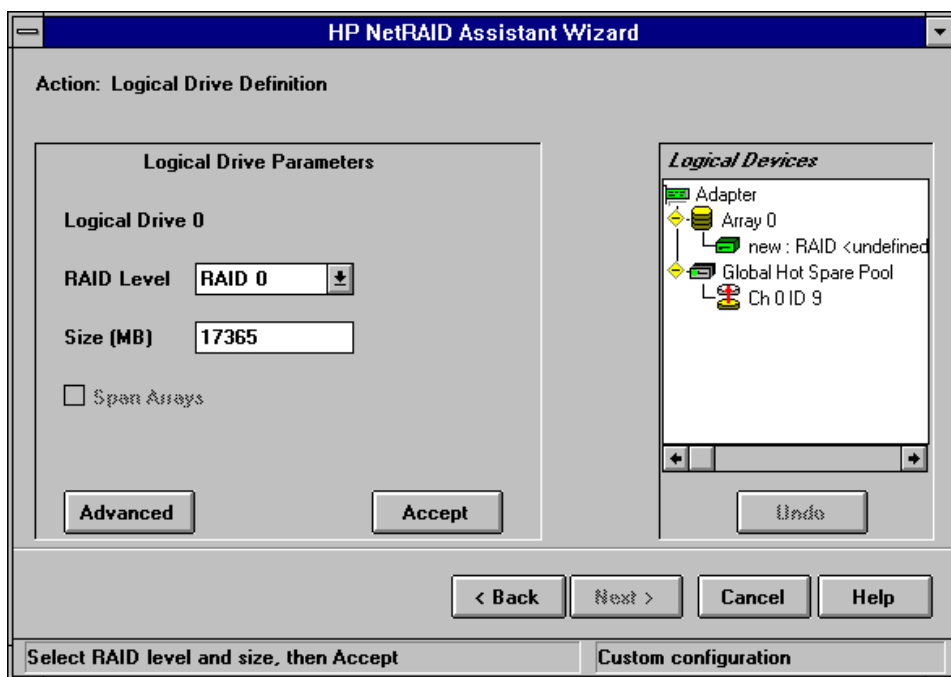 HP NetRAID Assistant Wizard
Action: Logical Drive Definition
Logical Drive Parameters
Logical Drive 0
RAID Level RAID 0
Size (MB) 17365
Span Arrays
Advanced Accept
Logical Devices
Adapter
Array 0
new : RAID <undefined
Global Hot Spare Pool
Ch 0 ID 9
Undo
< Back Next > Cancel Help
Select RAID level and size, then Accept Custom configuration